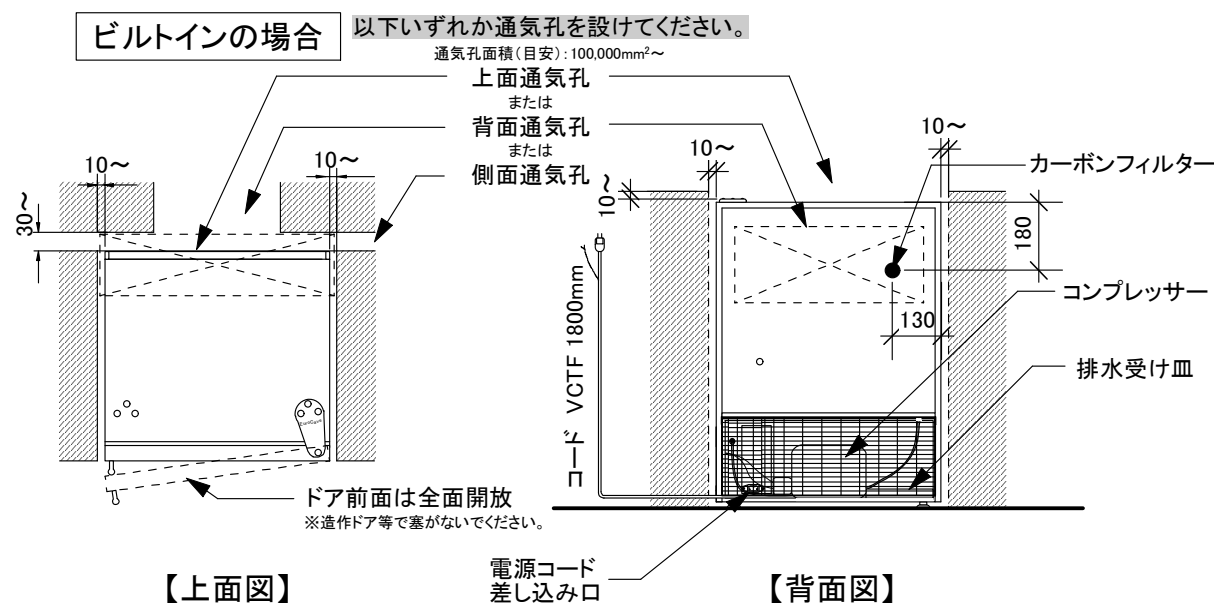 ビルトインの場合
以下いずれか通気孔を設けてください。
通気孔面積(目安):100,000mm²～
上面通気孔
または
背面通気孔
または
側面通気孔
10～
10～
30～
EuroCave
ドア前面は全面開放
※造作ドア等で塞がないでください。
【上面図】
10～
10～
10～
カーボンフィルター
180
コンプレッサー
130
排水受け皿
コード VCTF 1800mm
電源コード
差し込み口
【背面図】